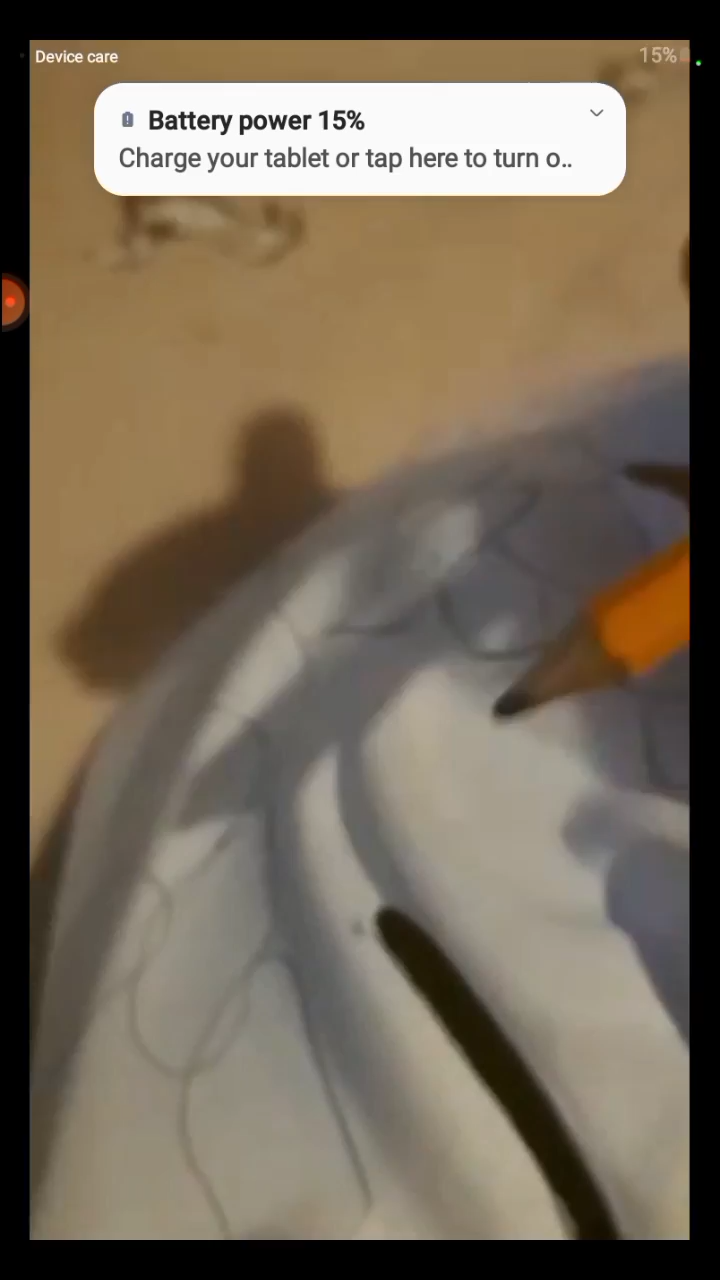 Device care
15%
Battery power 15%
Charge your tablet or tap here to turn o..